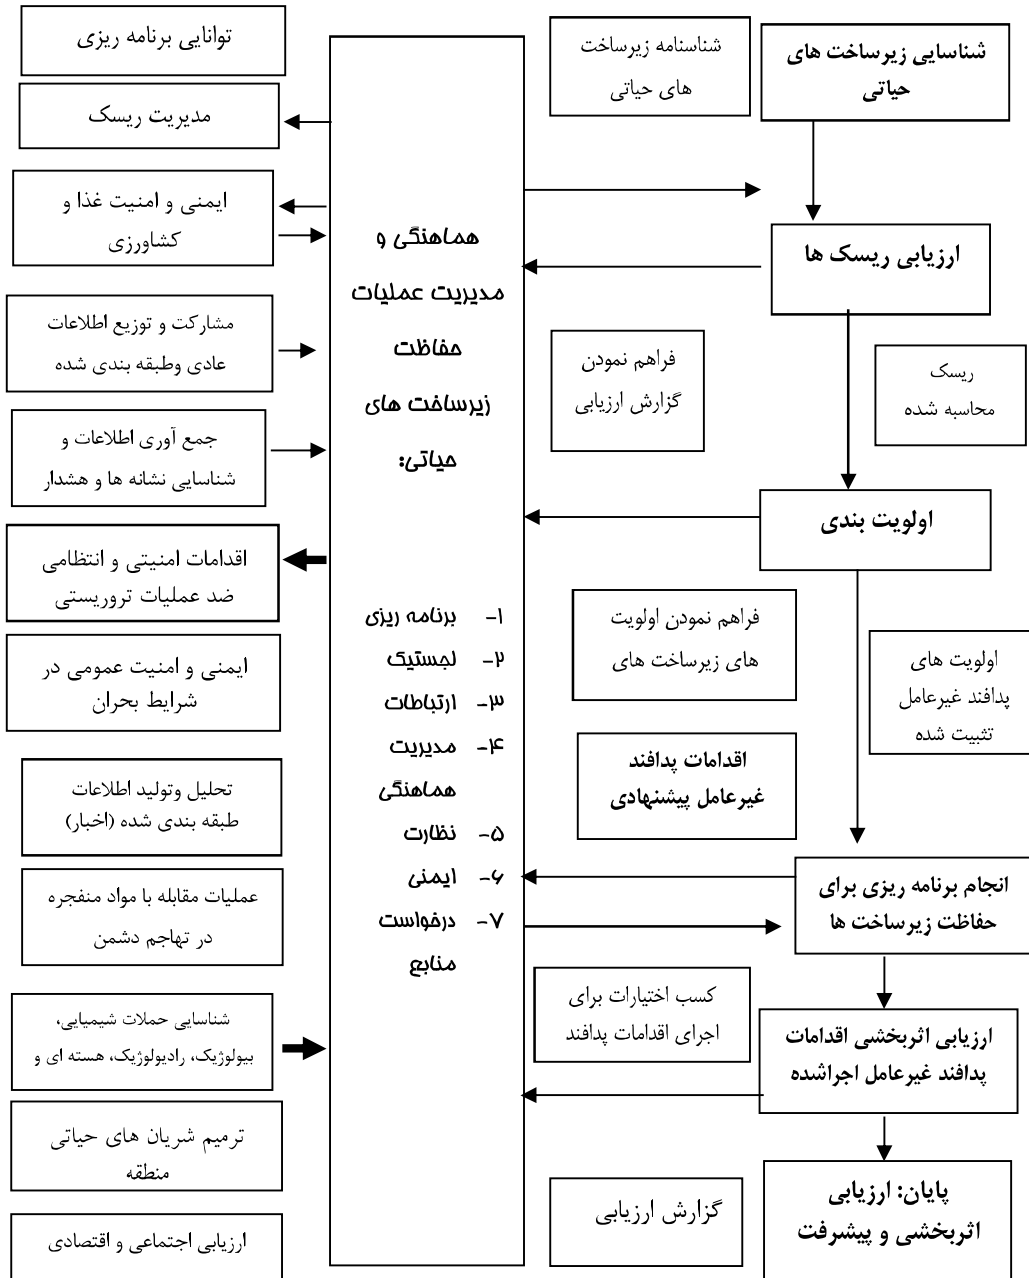 شناسایی زیرساخت های
حیاتی
شناسنامه زیرساخت
های حیاتی
ارزیابی ریسک ها
ریسک
محاسبه شده
فراهم نمودن
گزارش ارزیابی
اولویت بندی
فراهم نمودن اولویت
های زیرساخت های
اولویت های
پدافند غیرعامل
تثبیت شده
اقدامات پدافند
غیرعامل پیشنهادی
انجام برنامه ریزی برای
حفاظت زیرساخت ها
کسب اختیارات برای
اجرای اقدامات پدافند
ارزیابی اثربخشی اقدامات
پدافند غیرعامل اجراشده
گزارش ارزیابی
پایان: ارزیابی
اثربخشی و پیشرفت
هماهنگی و
مدیریت عملیات
حفاظت
زیرساخت های
حیاتی:
۱- برنامه ریزی
۲- لجستیک
۳- ارتباطات
۴- مدیریت
هماهنگی
۵- نظارت
۶- ایمنی
۷- درخواست
منابع
توانایی برنامه ریزی
مدیریت ریسک
ایمنی و امنیت غذا و
کشاورزی
مشارکت و توزیع اطلاعات
عادی وطبقه بندی شده
جمع آوری اطلاعات و
شناسایی نشانه ها و هشدار
اقدامات امنیتی و انتظامی
ضد عملیات تروریستی
ایمنی و امنیت عمومی در
شرایط بحران
تحلیل وتولید اطلاعات
طبقه بندی شده (اخبار)
عملیات مقابله با مواد منفجره
در تهاجم دشمن
شناسایی حملات شیمیایی،
بیولوژیک، رادیولوژیک، هسته ای و
ترمیم شریان های حیاتی
منطقه
ارزیابی اجتماعی و اقتصادی